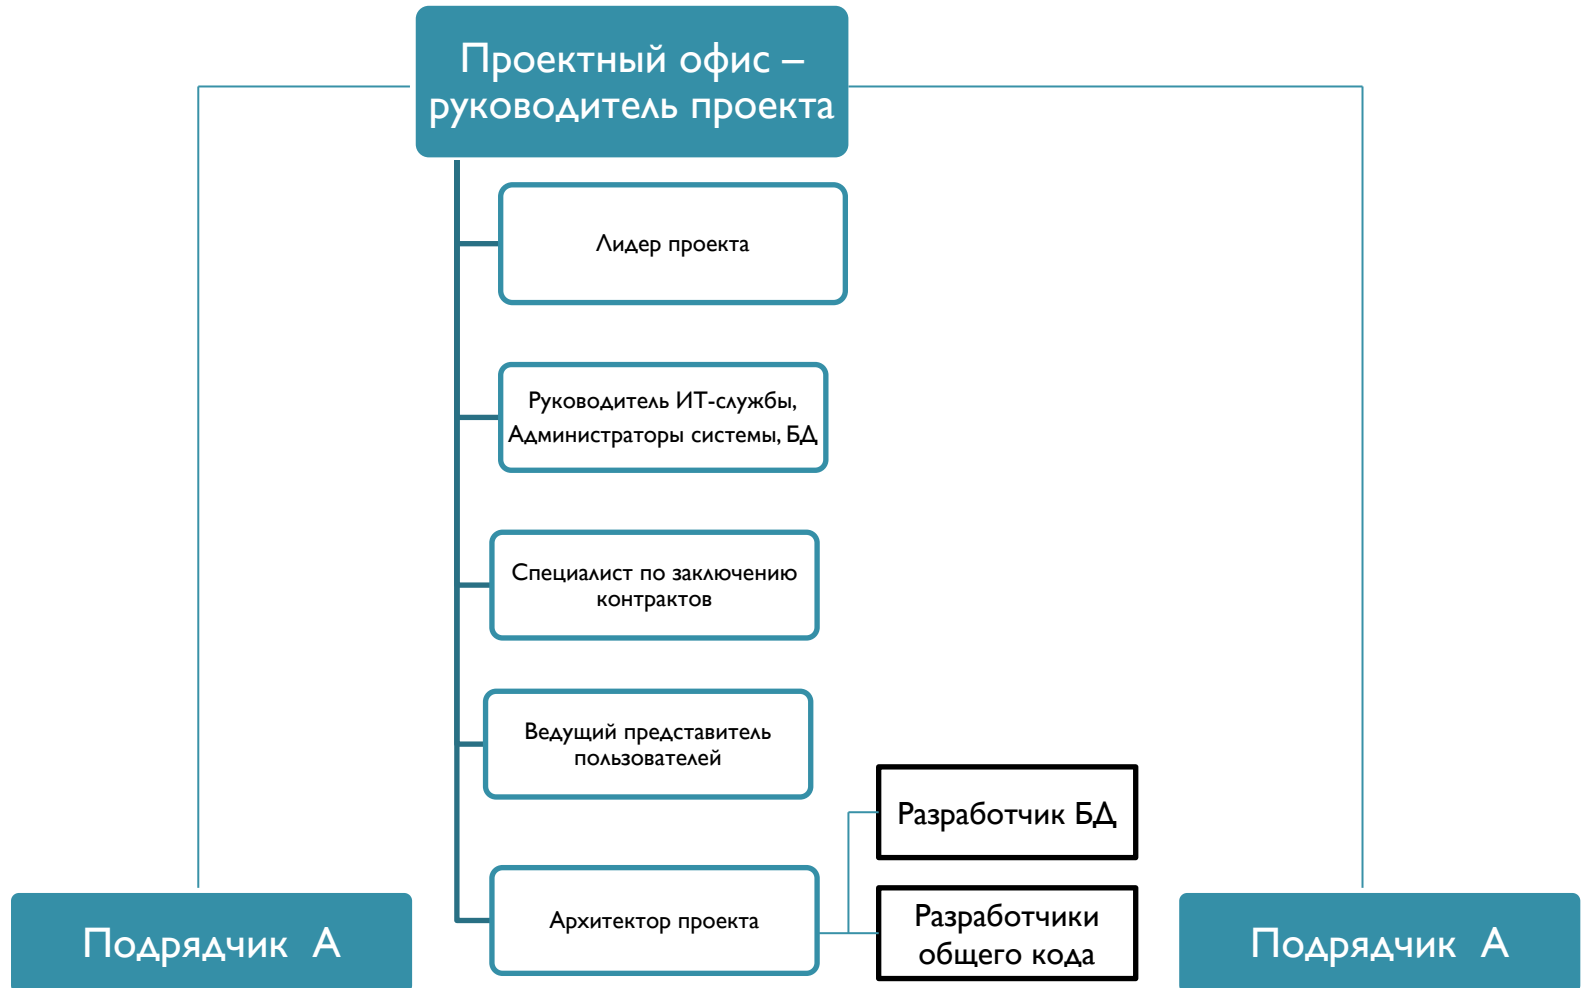 Проектный офис –
руководитель проекта
Лидер проекта
Руководитель ИТ-службы,
Администраторы системы, БД
Специалист по заключению
контрактов
Ведущий представитель
пользователей
Разработчик БД
Архитектор проекта
Разработчики
общего кода
Подрядчик А
Подрядчик А